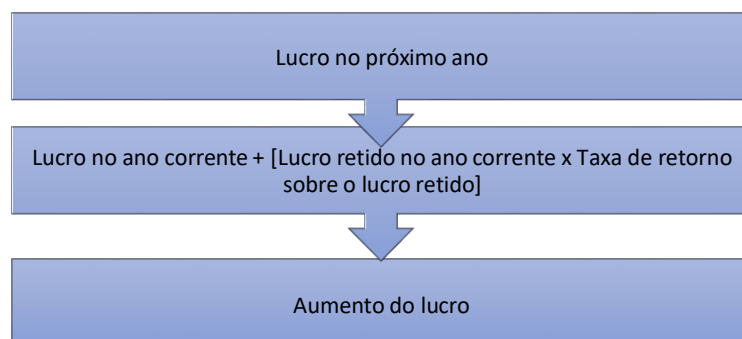 Lucro no próximo ano
Lucro no ano corrente + [Lucro retido no ano corrente x Taxa de retorno
sobre o lucro retido]
Aumento do lucro